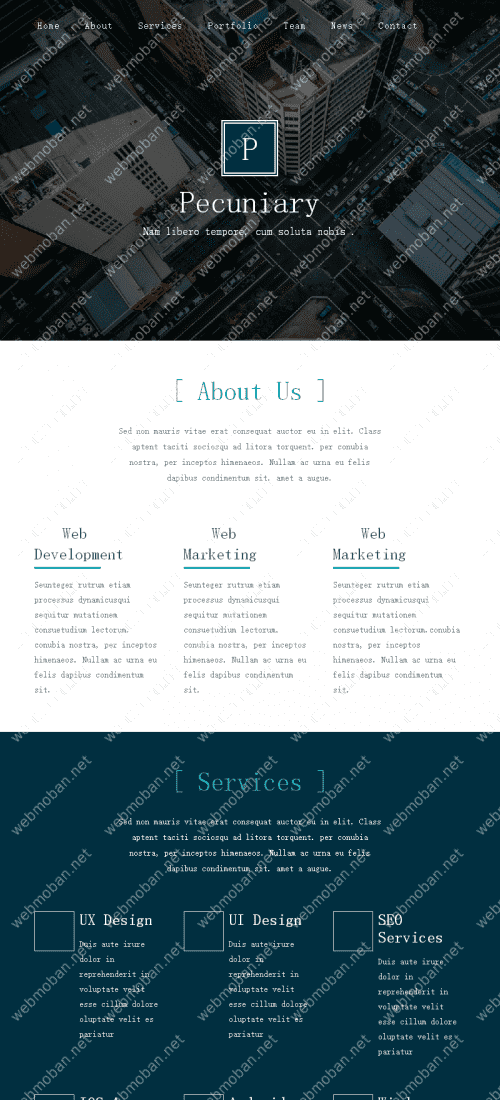 Home About Services Portfolio Team News Contact
P
Pecuniary
Nam libero tempore, cum soluta nobis .
[ About Us ]
Sed non mauris vitae erat consequat auctor eu in elit. Class
aptent taciti sociosqu ad litora torquent. per conubia
nostra, per inceptos himenaeos. Nullam ac urna eu felis
dapibus condimentum sit. amet a augue.
Web
Development
Seunteger rutrum etiam
processus dynamicusqui
sequitur mutationem
consuetudium lectorum.
conubia nostra, per inceptos
himenaeos. Nullam ac urna eu
felis dapibus condimentum
sit.
Web
Marketing
Seunteger rutrum etiam
processus dynamicusqui
sequitur mutationem
consuetudium lectorum.
conubia nostra, per inceptos
himenaeos. Nullam ac urna eu
felis dapibus condimentum
sit.
Web
Marketing
Seunteger rutrum etiam
processus dynamicusqui
sequitur mutationem
consuetudium lectorum.conubia
nostra, per inceptos
himenaeos. Nullam ac urna eu
felis dapibus condimentum
sit.
[ Services ]
Sed non mauris vitae erat consequat auctor eu in elit. Class
aptent taciti sociosqu ad litora torquent. per conubia
nostra, per inceptos himenaeos. Nullam ac urna eu felis
dapibus condimentum sit. amet a augue.
UX Design
Duis aute irure
dolor in
reprehenderit in
voluptate velit
esse cillum dolore
oluptate velit es
pariatur
UI Design
Duis aute irure
dolor in
reprehenderit in
voluptate velit
esse cillum dolore
oluptate velit es
pariatur
SEO
Services
Duis aute irure
dolor in
reprehenderit in
voluptate velit
esse cillum dolore
oluptate velit es
pariatur
webmoban.net